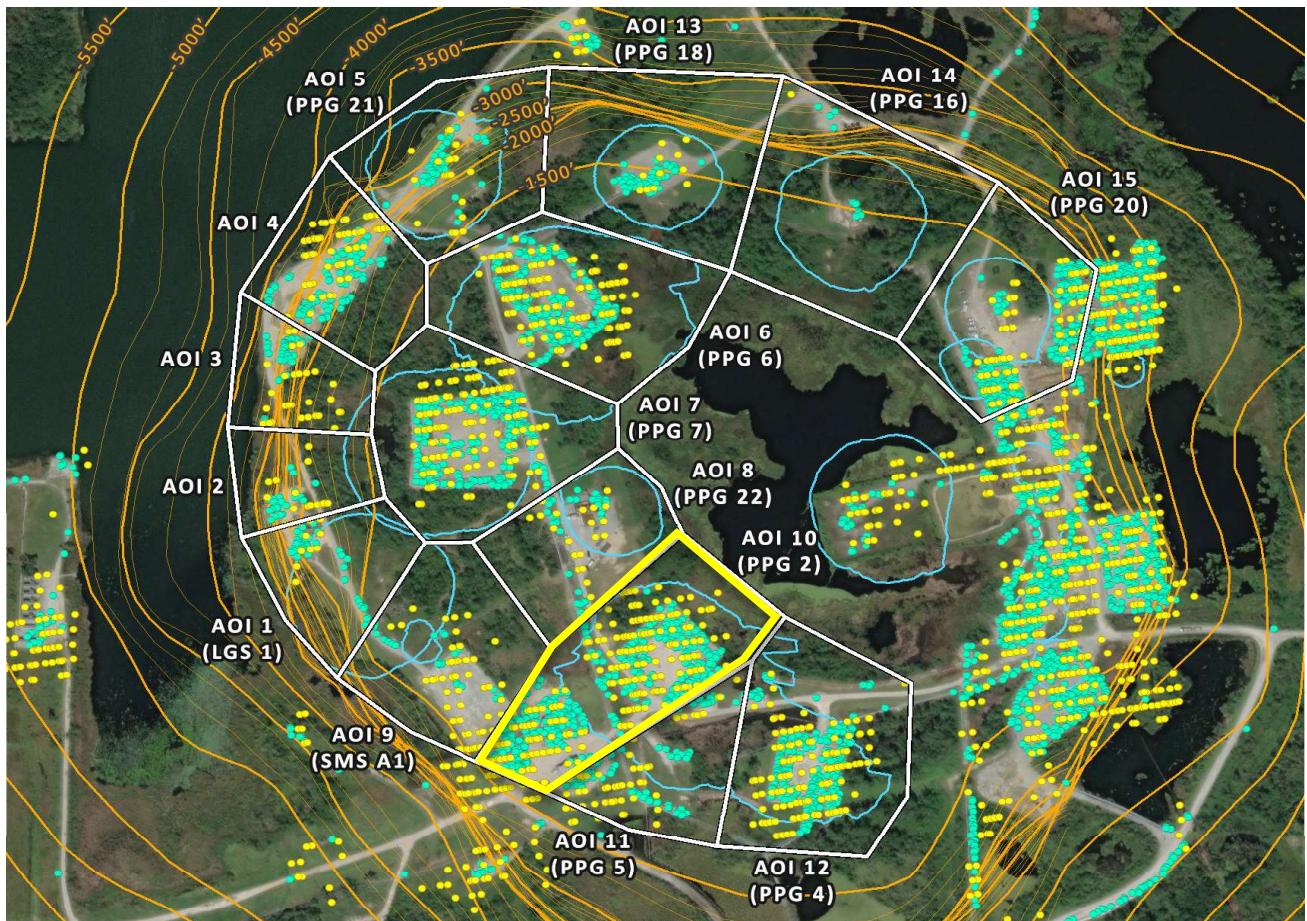 -5500'
-5000'
-4500'
-4000'
-3500'
-3000'
-2500'
-2000'
-1500'
AOI 13
(PPG 18)
AOI 5
(PPG 21)
AOI 14
(PPG 16)
AOI 15
(PPG 20)
AOI 4
AOI 6
(PPG 6)
AOI 3
AOI 7
(PPG 7)
AOI 2
AOI 8
(PPG 22)
AOI 10
(PPG 2)
AOI 1
(LGS 1)
AOI 9
(SMS A1)
AOI 11
(PPG 5)
AOI 12
(PPG 4)